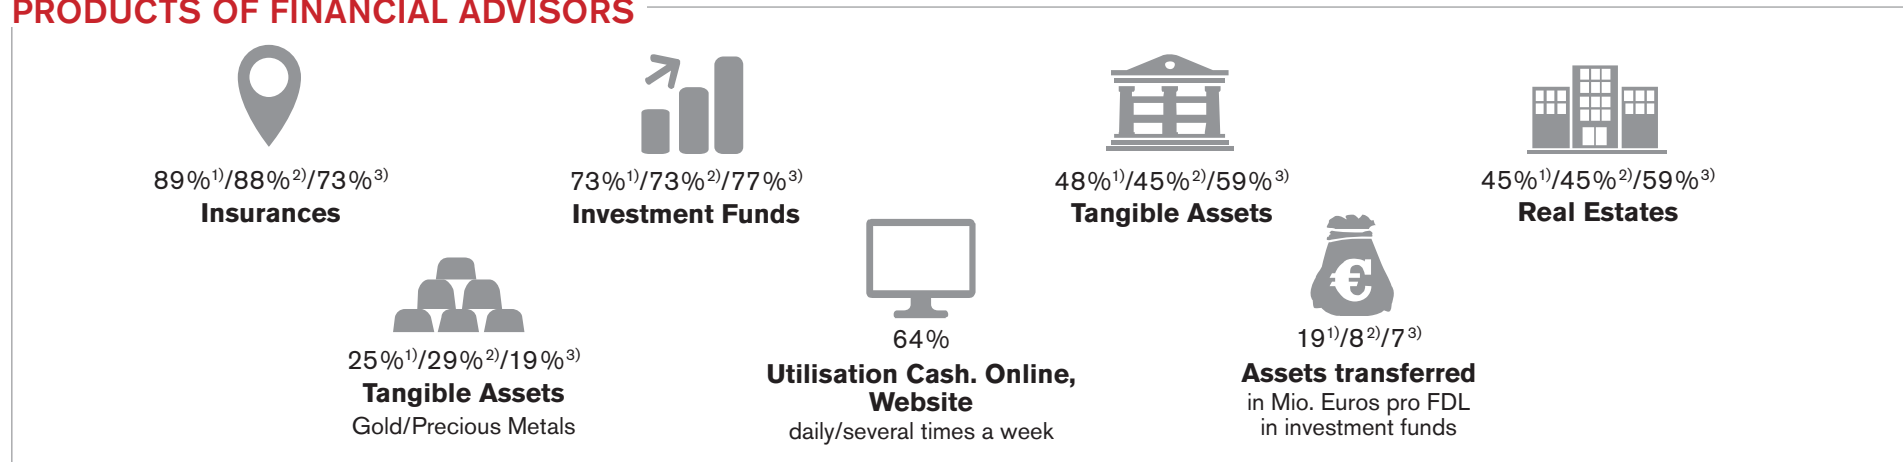 PRODUCTS OF FINANCIAL ADVISORS
89%1)/88%2)/73%3)
Insurances
73%1)/73%2)/77%3)
Investment Funds
48%1)/45%2)/59%3)
Tangible Assets
45%1)/45%2)/59%3)
Real Estates
25%1)/29%2)/19%3)
Tangible Assets
Gold/Precious Metals
64%
Utilisation Cash. Online,
Website
daily/several times a week
€
191)/82)/73)
Assets transferred
in Mio. Euros pro FDL
in investment funds